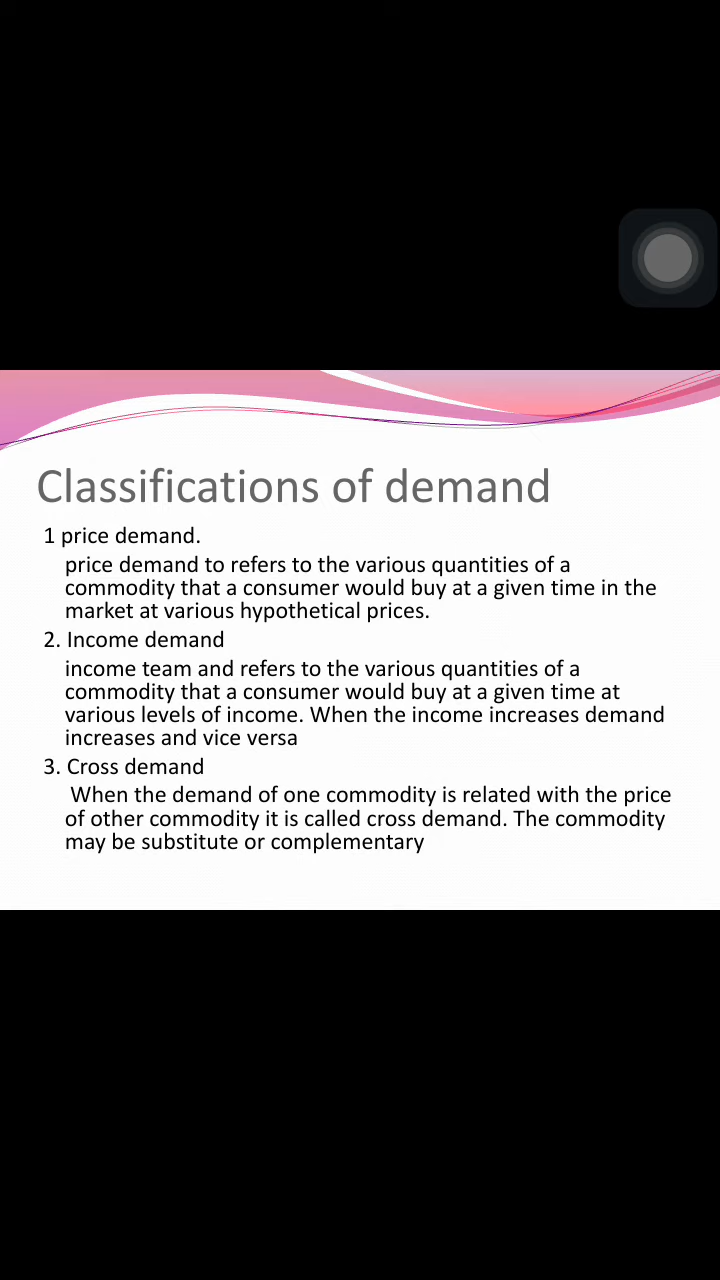 Classifications of demand
1 price demand.
price demand to refers to the various quantities of a
commodity that a consumer would buy at a given time in the
market at various hypothetical prices.
2. Income demand
income team and refers to the various quantities of a
commodity that a consumer would buy at a given time at
various levels of income. When the income increases demand
increases and vice versa
3. Cross demand
When the demand of one commodity is related with the price
of other commodity it is called cross demand. The commodity
may be substitute or complementary